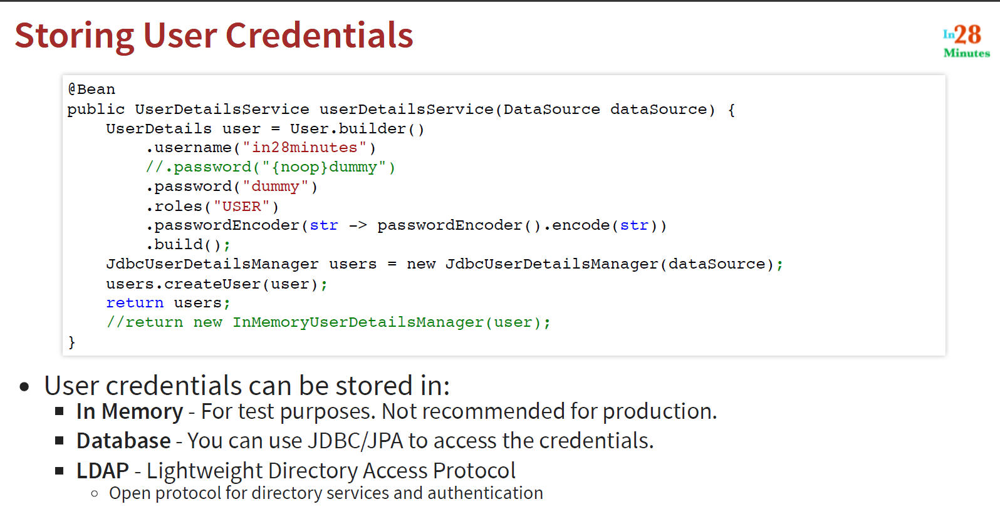 Storing User Credentials
In28
Minutes
@Bean
public UserDetailsService userDetailsService(DataSource dataSource) {
    UserDetails user = User.builder()
        .username("in28minutes")
        //.password("{noop}dummy")
        .password("dummy")
        .roles("USER")
        .passwordEncoder(str -> passwordEncoder().encode(str))
        .build();
    JdbcUserDetailsManager users = new JdbcUserDetailsManager(dataSource);
    users.createUser(user);
    return users;
    //return new InMemoryUserDetailsManager(user);
}
• User credentials can be stored in:
▪ In Memory - For test purposes. Not recommended for production.
▪ Database - You can use JDBC/JPA to access the credentials.
▪ LDAP - Lightweight Directory Access Protocol
○ Open protocol for directory services and authentication